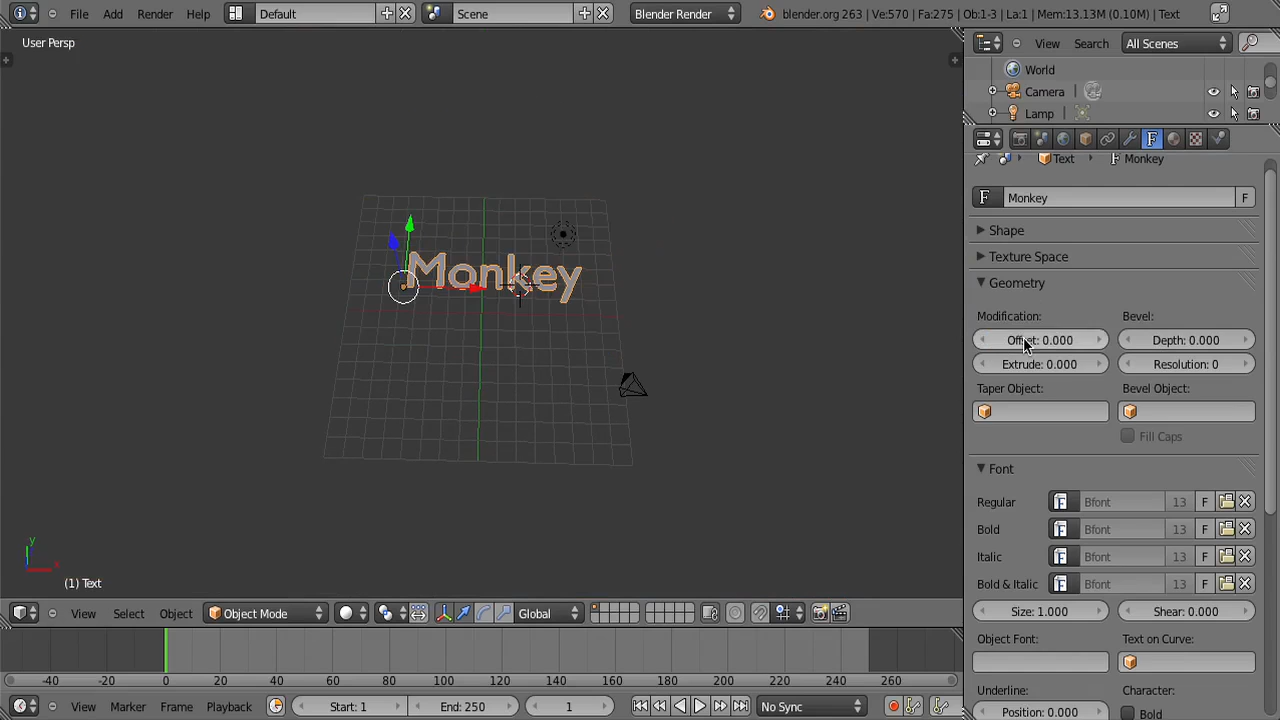 File Add Render Help Default Scene Blender Render blender.org 263 | Ve:570 | Fa:275 | Ob:1-3 | La:1 | Mem:13.13M (0.10M) | Text
User Persp
View Search All Scenes
World
Camera
Lamp
Text Monkey
Monkey F
Shape
Texture Space
Geometry
Modification: Bevel:
Offset: 0.000 Depth: 0.000
Extrude: 0.000 Resolution: 0
Taper Object: Bevel Object:
Fill Caps
Font
Regular Bfont 13 F
Bold Bfont 13 F
Italic Bfont 13 F
Bold & Italic Bfont 13 F
Size: 1.000 Shear: 0.000
Object Font: Text on Curve:
Underline: Character:
Position: 0.000 Bold
Monkey
y
x
(1) Text
View Select Object Object Mode Global
-40 -20 0 20 40 60 80 100 120 140 160 180 200 220 240 260
View Marker Frame Playback Start: 1 End: 250 1 No Sync